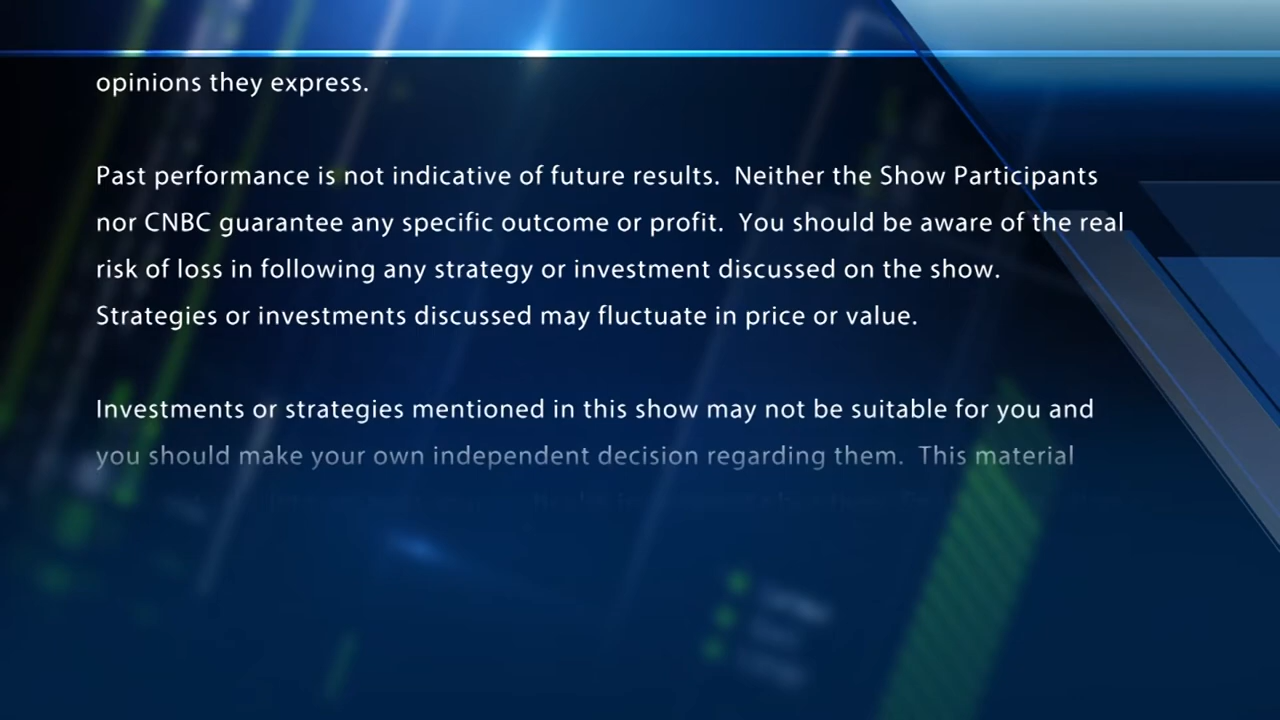 opinions they express.
Past performance is not indicative of future results.  Neither the Show Participants
nor CNBC guarantee any specific outcome or profit.  You should be aware of the real
risk of loss in following any strategy or investment discussed on the show.
Strategies or investments discussed may fluctuate in price or value.
Investments or strategies mentioned in this show may not be suitable for you and
you should make your own independent decision regarding them.  This material